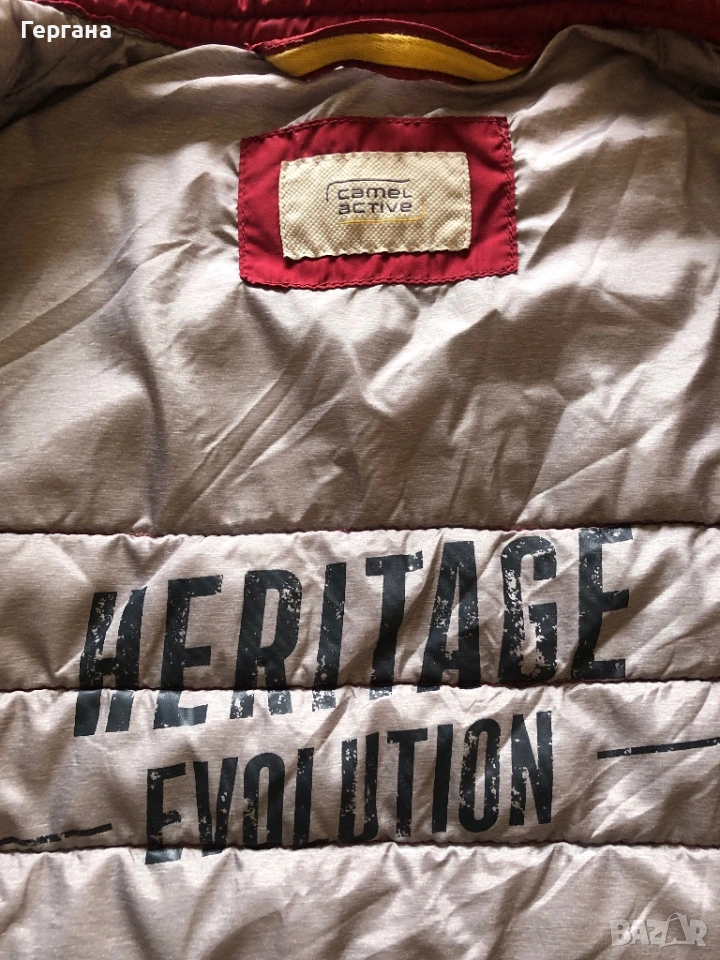 Гергана
camel
active
HERITAGE
EVOLUTION
BAZAR